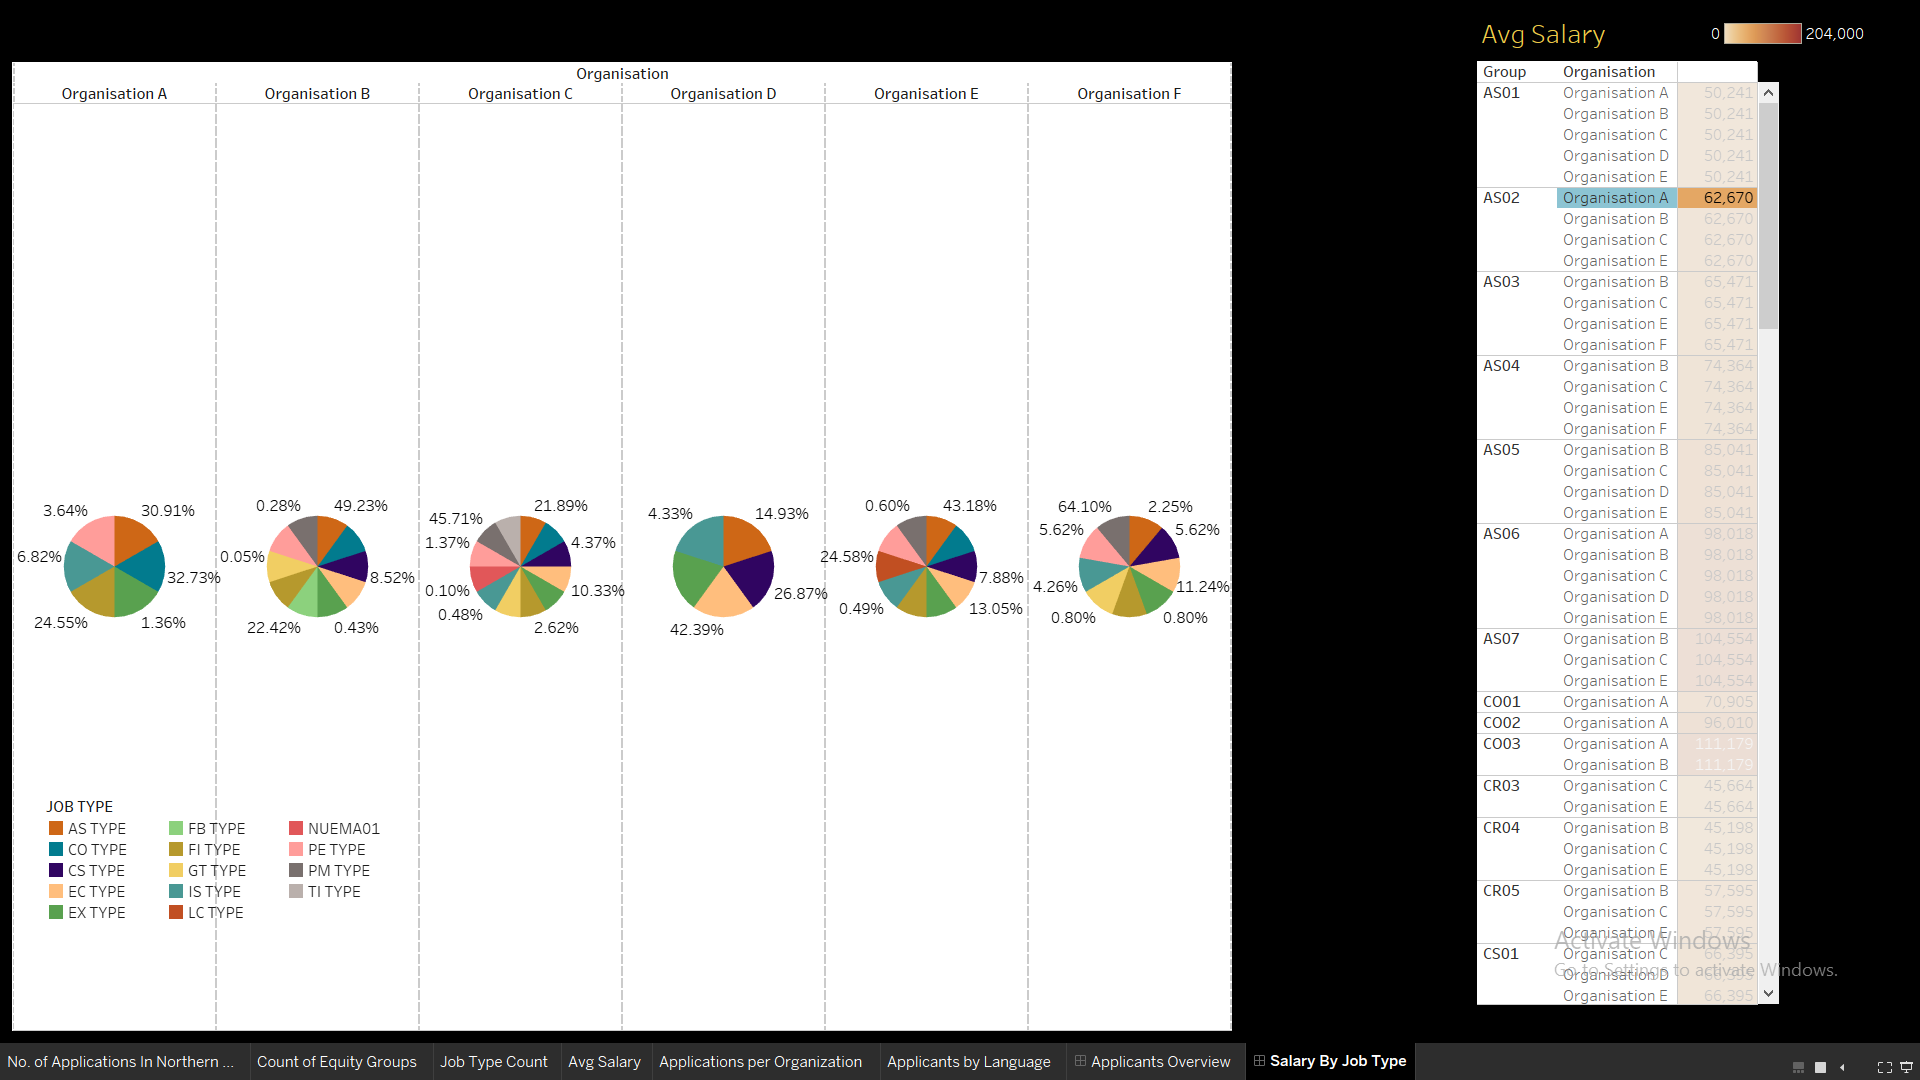 Avg Salary
0 204,000
Organisation
Organisation A Organisation B Organisation C Organisation D Organisation E Organisation F
3.64% 30.91%
6.82% 32.73%
24.55% 1.36%
0.28% 49.23%
0.05% 8.52%
22.42% 0.43%
45.71% 21.89%
1.37% 4.37%
0.10% 10.33%
0.48% 2.62%
4.33% 14.93%
26.87%
42.39%
0.60% 43.18%
24.58% 7.88%
0.49% 13.05%
64.10% 2.25%
5.62% 5.62%
4.26% 11.24%
0.80% 0.80%
JOB TYPE
AS TYPE FB TYPE NUEMA01
CO TYPE FI TYPE PE TYPE
CS TYPE GT TYPE PM TYPE
EC TYPE IS TYPE TI TYPE
EX TYPE LC TYPE
Group Organisation
AS01 Organisation A 50,241
Organisation B 50,241
Organisation C 50,241
Organisation D 50,241
Organisation E 50,241
AS02 Organisation A 62,670
Organisation B 62,670
Organisation C 62,670
Organisation E 62,670
AS03 Organisation B 65,471
Organisation C 65,471
Organisation E 65,471
Organisation F 65,471
AS04 Organisation B 74,364
Organisation C 74,364
Organisation E 74,364
Organisation F 74,364
AS05 Organisation B 85,041
Organisation C 85,041
Organisation D 85,041
Organisation E 85,041
AS06 Organisation A 98,018
Organisation B 98,018
Organisation C 98,018
Organisation D 98,018
Organisation E 98,018
AS07 Organisation B 104,554
Organisation C 104,554
Organisation E 104,554
CO01 Organisation A 70,905
CO02 Organisation A 96,010
CO03 Organisation A 111,179
Organisation B 111,179
CR03 Organisation C 45,664
Organisation E 45,664
CR04 Organisation B 45,198
Organisation C 45,198
Organisation E 45,198
CR05 Organisation B 57,595
Organisation C 57,595
Organisation E 57,595
CS01 Organisation C 66,395
Organisation D
Organisation E 66,395
Activate Windows
Go to Settings to activate Windows.
No. of Applications In Northern ... Count of Equity Groups Job Type Count Avg Salary Applications per Organization Applicants by Language Applicants Overview Salary By Job Type